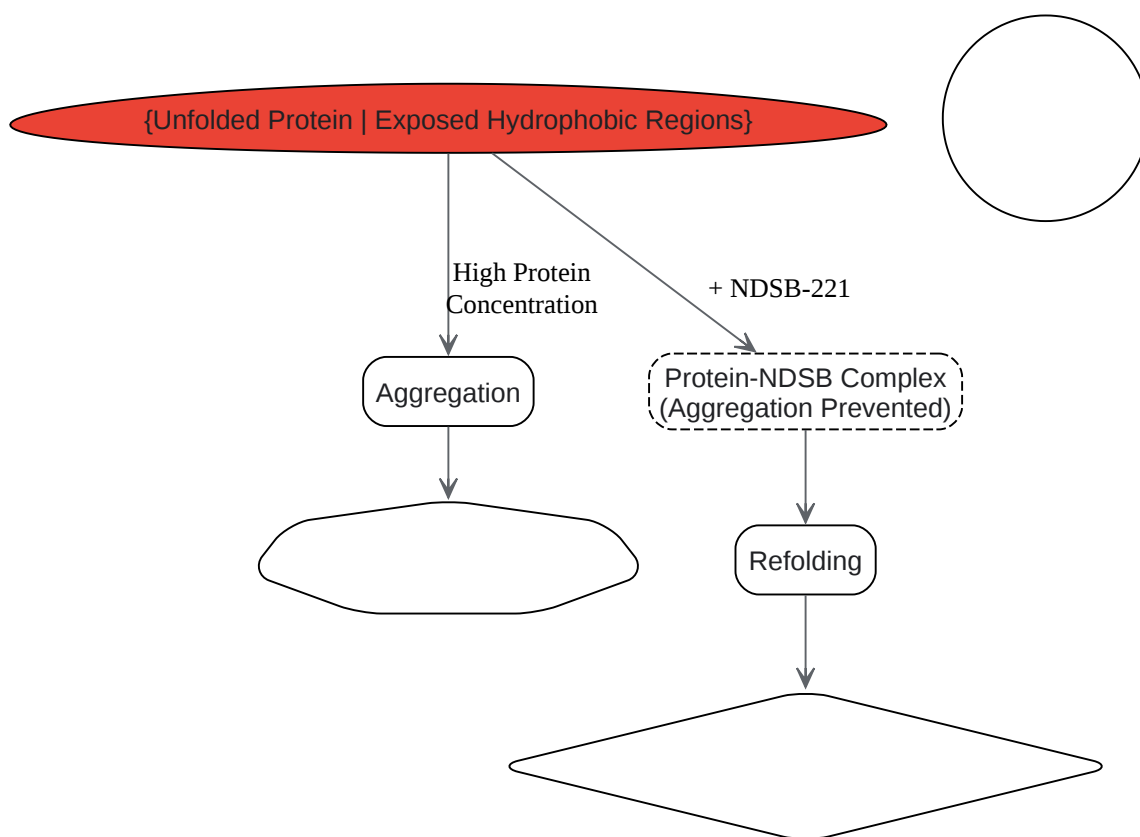 {Unfolded Protein | Exposed Hydrophobic Regions}
High Protein
Concentration
+ NDSB-221
Aggregation
Protein-NDSB Complex
(Aggregation Prevented)
Refolding